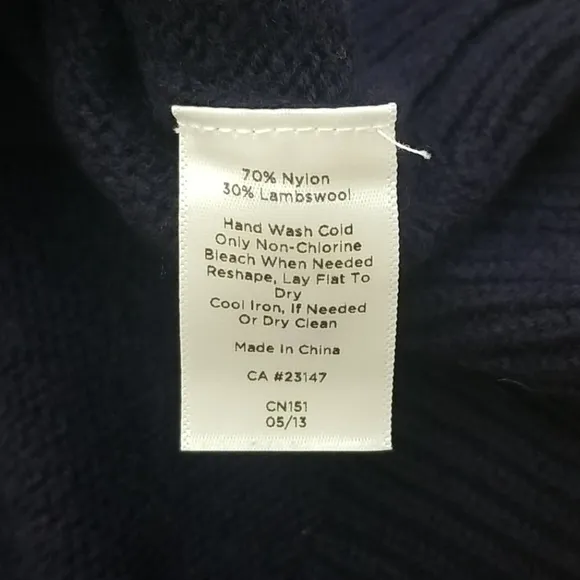 70% Nylon
30% Lambswool
Hand Wash Cold
Only Non-Chlorine
Bleach When Needed
Reshape, Lay Flat To
Dry
Cool Iron, If Needed
Or Dry Clean
Made In China
CA #23147
CN151
05/13